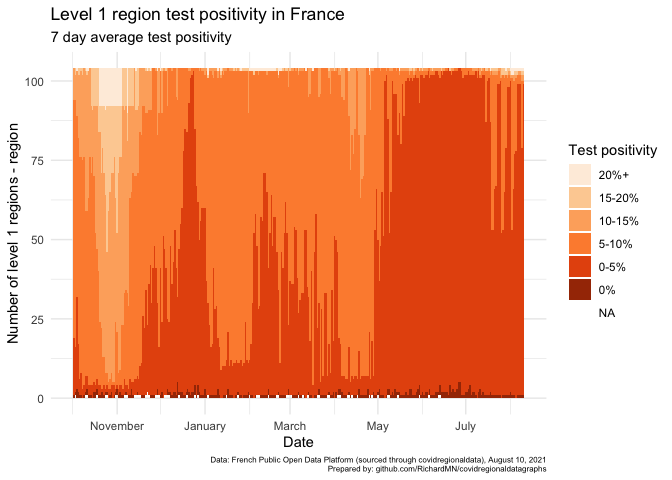 Level 1 region test positivity in France
7 day average test positivity
Number of level 1 regions - region
100
75
50
25
0
November
January
March
May
July
Date
Test positivity
20%+
15-20%
10-15%
5-10%
0-5%
0%
NA
Data: French Public Open Data Platform (sourced through covidregionaldata), August 10, 2021
Prepared by: github.com/RichardMN/covidregionaldatagraphs